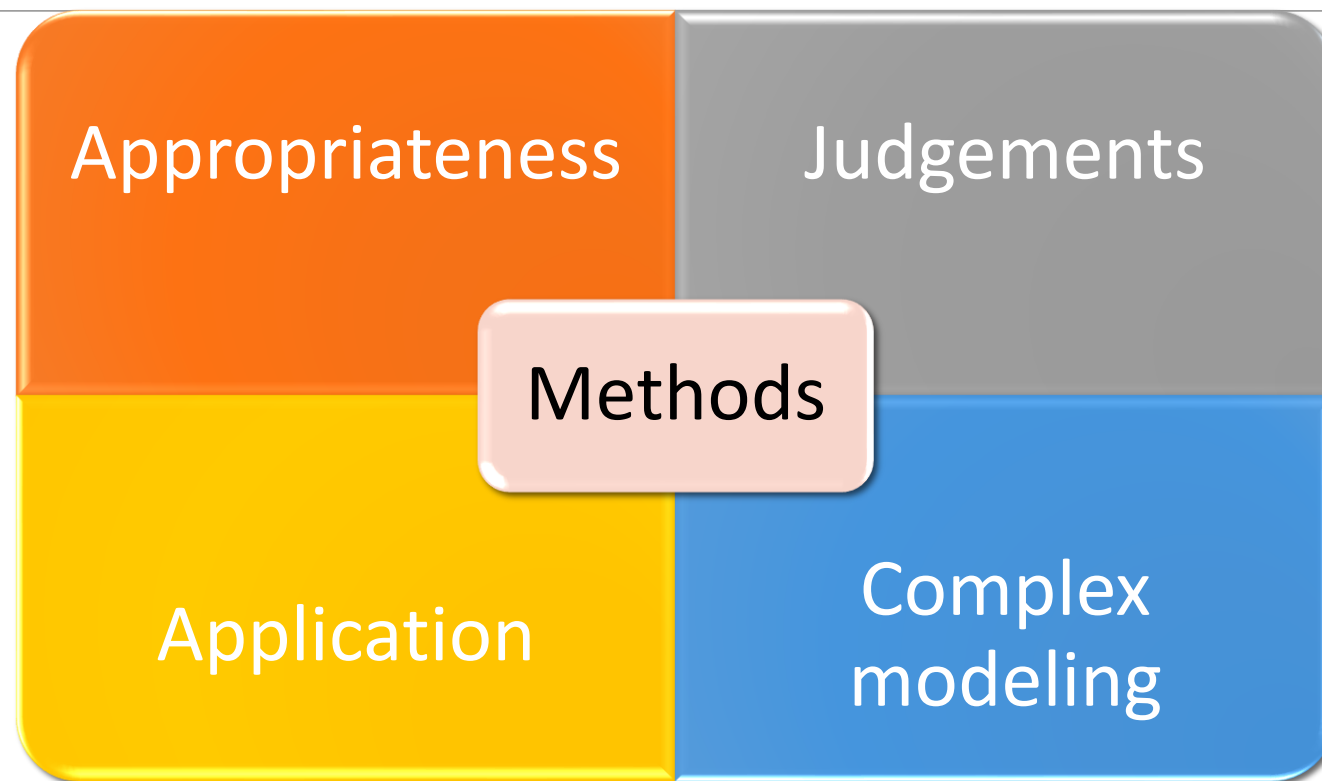 Appropriateness
Judgements
Methods
Application
Complex
modeling